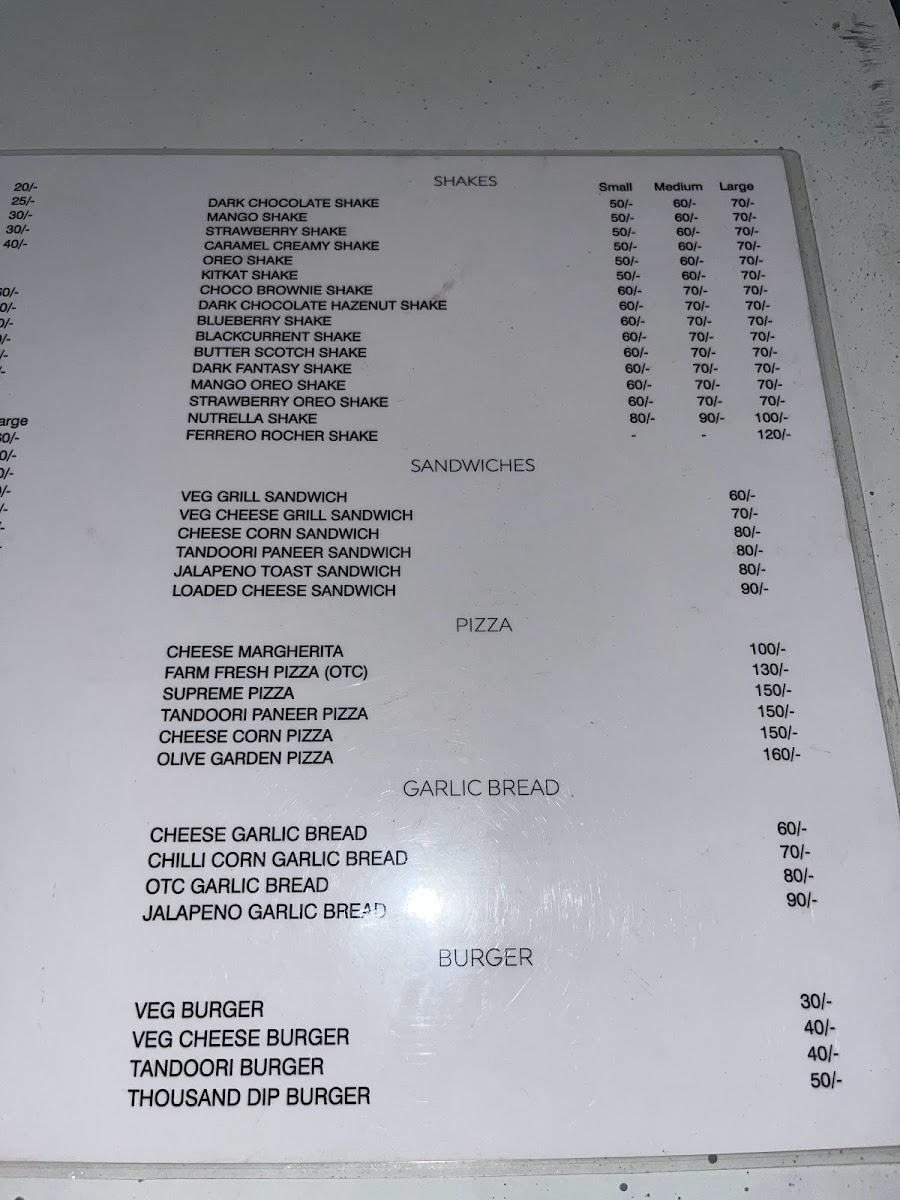 20/-
25/-
30/-
30/-
40/-
SHAKES
Small Medium Large
DARK CHOCOLATE SHAKE 50/- 60/- 70/-
MANGO SHAKE 50/- 60/- 70/-
STRAWBERRY SHAKE 50/- 60/- 70/-
CARAMEL CREAMY SHAKE 50/- 60/- 70/-
OREO SHAKE 50/- 60/- 70/-
KITKAT SHAKE 50/- 60/- 70/-
CHOCO BROWNIE SHAKE 60/- 70/- 70/-
DARK CHOCOLATE HAZENUT SHAKE 60/- 70/- 70/-
BLUEBERRY SHAKE 60/- 70/- 70/-
BLACKCURRENT SHAKE 60/- 70/- 70/-
BUTTER SCOTCH SHAKE 60/- 70/- 70/-
DARK FANTASY SHAKE 60/- 70/- 70/-
MANGO OREO SHAKE 60/- 70/- 70/-
STRAWBERRY OREO SHAKE 60/- 70/- 70/-
NUTRELLA SHAKE 80/- 90/- 100/-
FERRERO ROCHER SHAKE - - 120/-
SANDWICHES
VEG GRILL SANDWICH 60/-
VEG CHEESE GRILL SANDWICH 70/-
CHEESE CORN SANDWICH 80/-
TANDOORI PANEER SANDWICH 80/-
JALAPENO TOAST SANDWICH 80/-
LOADED CHEESE SANDWICH 90/-
PIZZA
CHEESE MARGHERITA 100/-
FARM FRESH PIZZA (OTC) 130/-
SUPREME PIZZA 150/-
TANDOORI PANEER PIZZA 150/-
CHEESE CORN PIZZA 150/-
OLIVE GARDEN PIZZA 160/-
GARLIC BREAD
CHEESE GARLIC BREAD 60/-
CHILLI CORN GARLIC BREAD 70/-
OTC GARLIC BREAD 80/-
JALAPENO GARLIC BREAD 90/-
BURGER
VEG BURGER 30/-
VEG CHEESE BURGER 40/-
TANDOORI BURGER 40/-
THOUSAND DIP BURGER 50/-